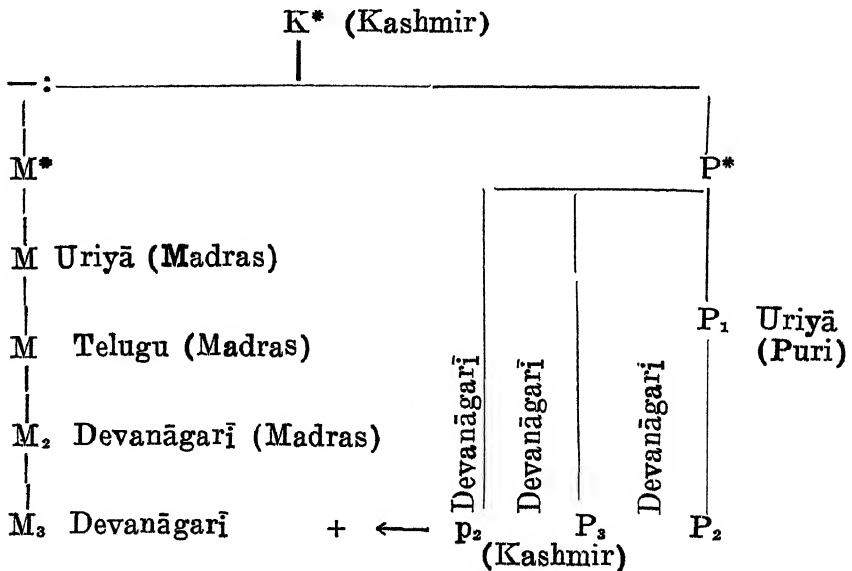 K* (Kashmir)
M* P*
M Uriyā (Madras)
P₁ Uriyā
(Puri)
M Telugu (Madras)
Devanāgarī Devanāgarī Devanāgarī
M₂ Devanāgarī (Madras)
M₃ Devanāgarī + ← p₂ P₃ P₂
(Kashmir)